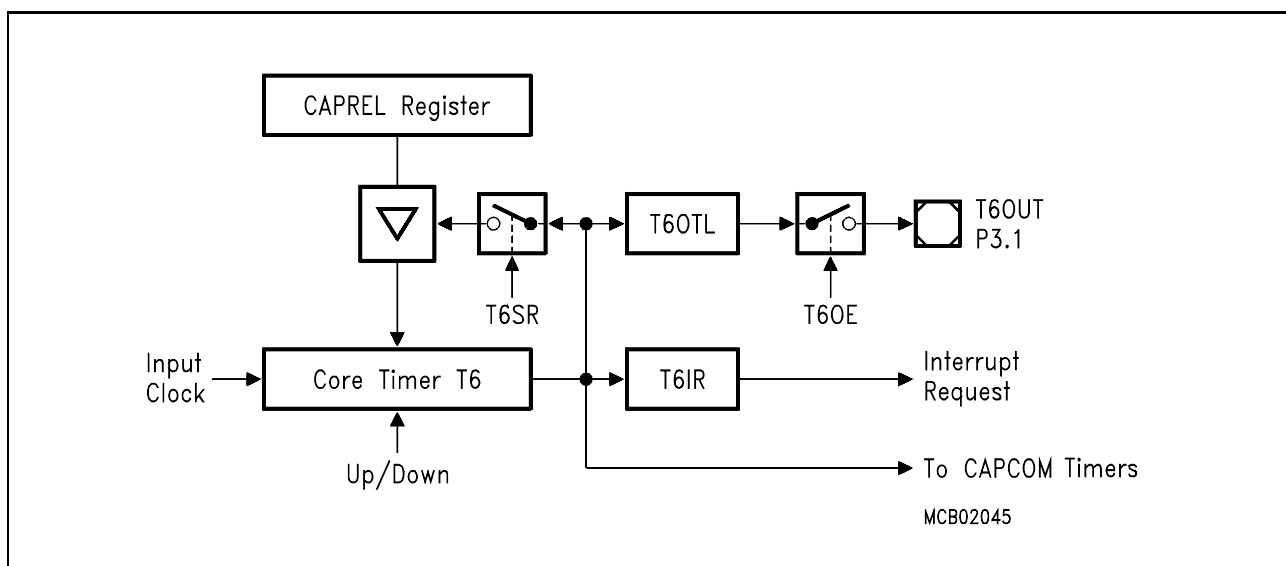 CAPREL Register
T6OTL
T6OUT
P3.1
T6SR
T6OE
Input
Clock
Core Timer T6
T6IR
Interrupt
Request
Up/Down
To CAPCOM Timers
MCB02045